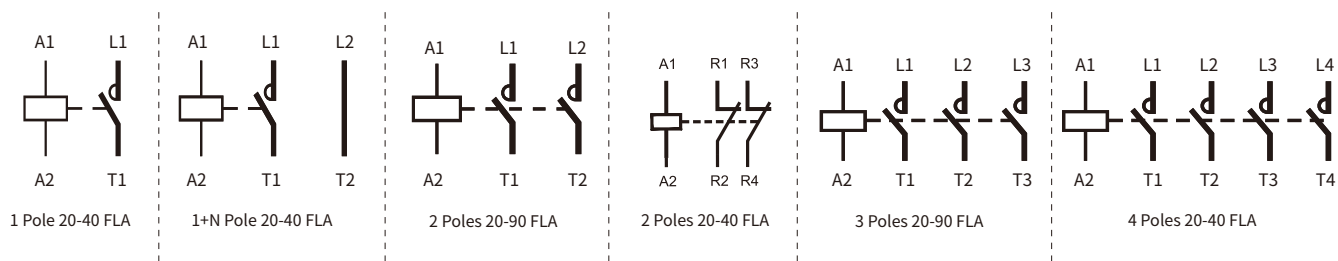 A1 L1
A2 T1
1 Pole 20-40 FLA
A1 L1 L2
A2 T1 T2
1+N Pole 20-40 FLA
A1 L1 L2
A2 T1 T2
2 Poles 20-90 FLA
A1 R1 R3
A2 R2 R4
2 Poles 20-40 FLA
A1 L1 L2 L3
A2 T1 T2 T3
3 Poles 20-90 FLA
A1 L1 L2 L3 L4
A2 T1 T2 T3 T4
4 Poles 20-40 FLA